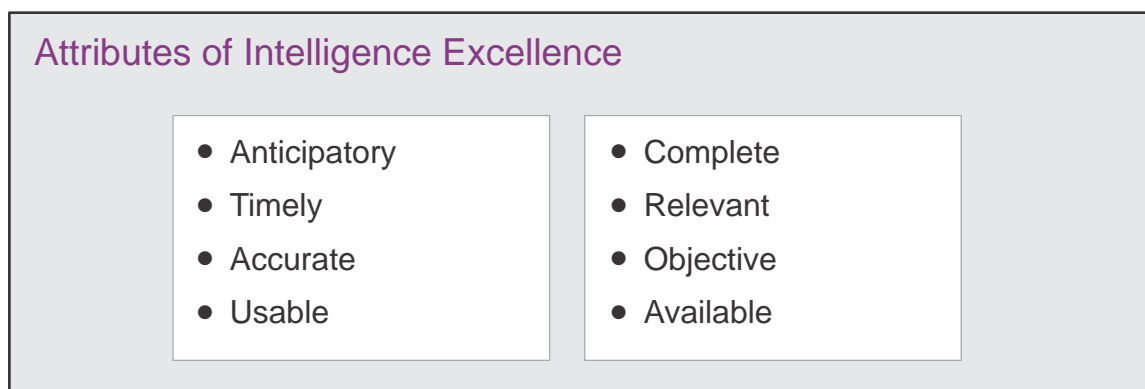 Attributes of Intelligence Excellence
• Anticipatory
• Timely
• Accurate
• Usable
• Complete
• Relevant
• Objective
• Available